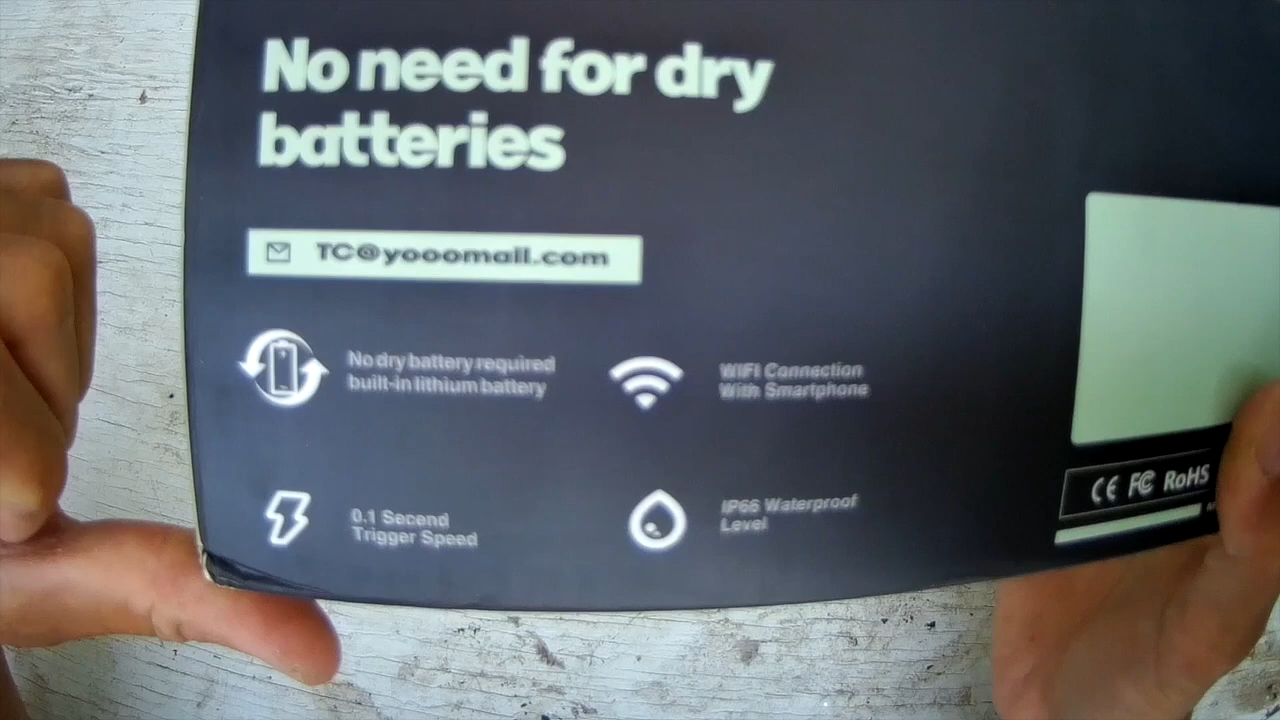 No need for dry
batteries
TC@yooomall.com
No dry battery required
built-in lithium battery
WIFI Connection
With Smartphone
0.1 Secend
Trigger Speed
IP66 Waterproof
Level
CE FC RoHS